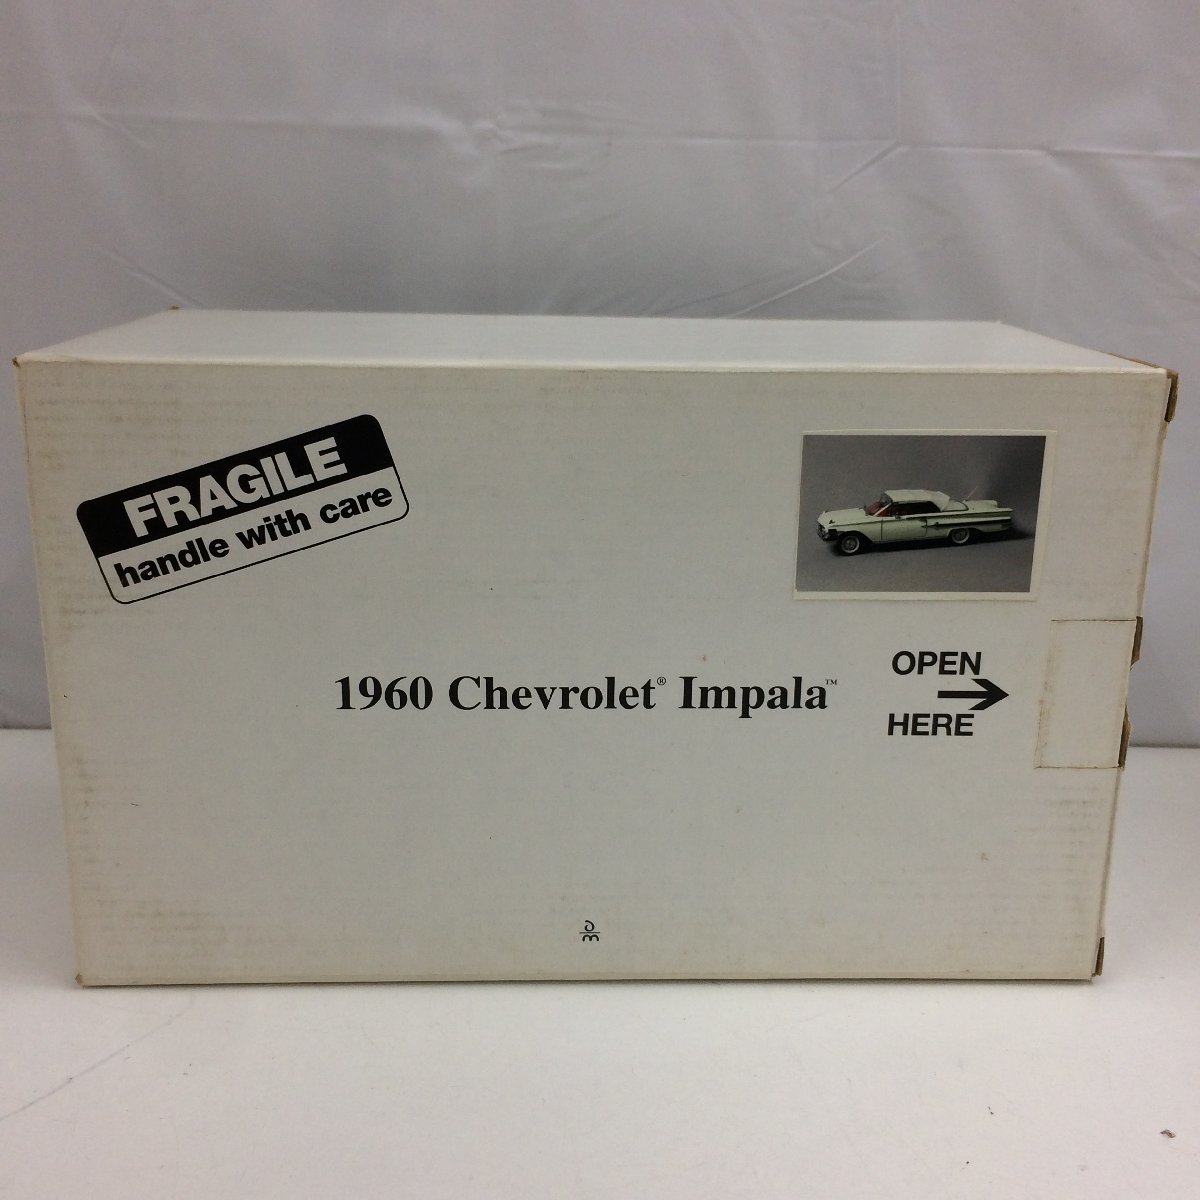 FRAGILE
handle with care
1960 Chevrolet® Impala™
OPEN
HERE